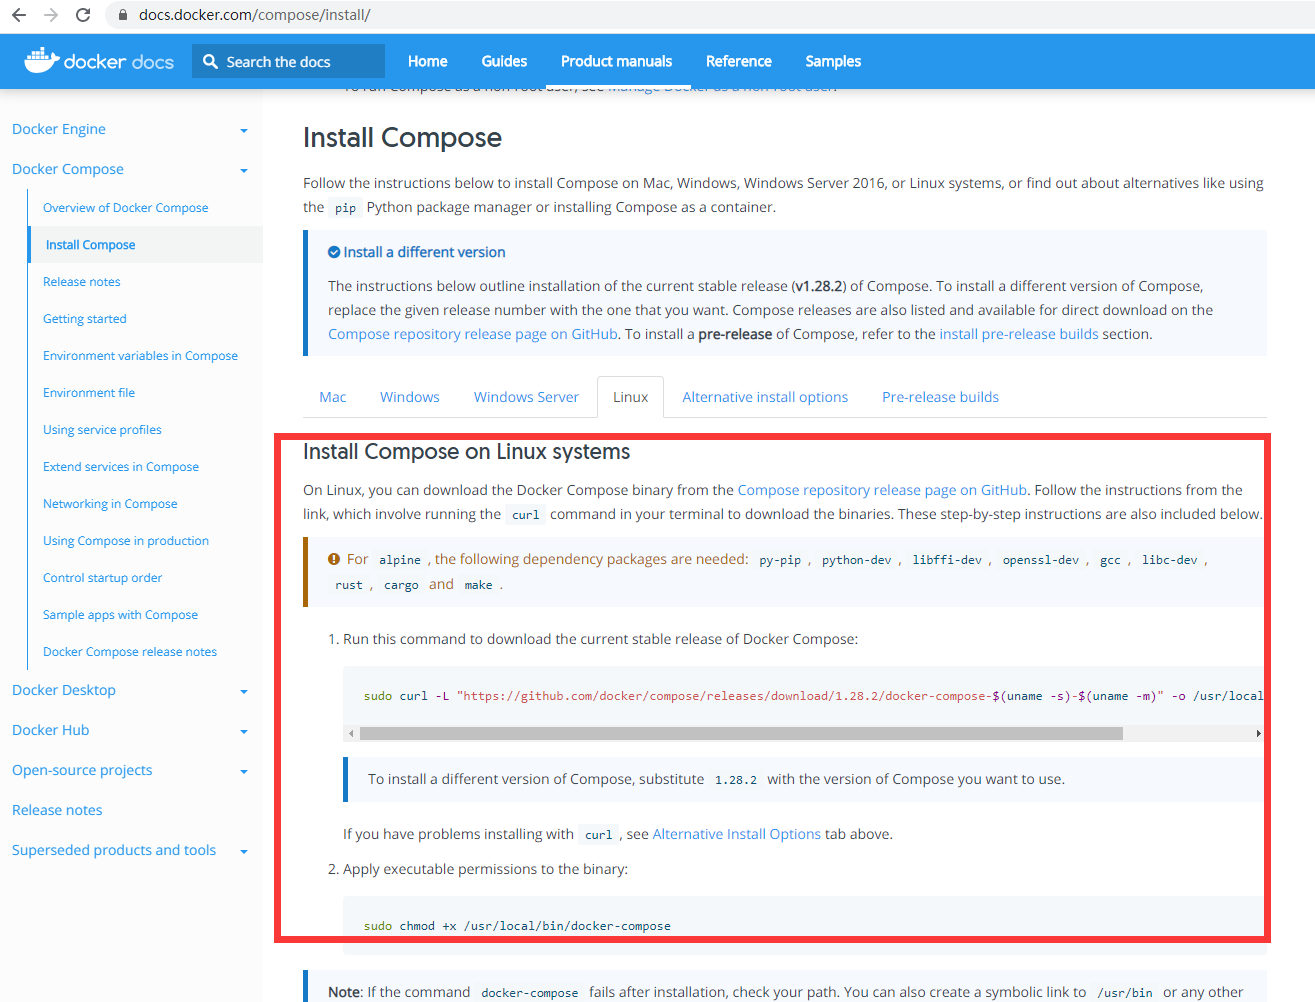 docs.docker.com/compose/install/
docker docs
Search the docs
Home
Guides
Product manuals
Reference
Samples
To run Compose as a non-root user, see Manage Docker as a non-root user.
Docker Engine
Docker Compose
Overview of Docker Compose
Install Compose
Release notes
Getting started
Environment variables in Compose
Environment file
Using service profiles
Extend services in Compose
Networking in Compose
Using Compose in production
Control startup order
Sample apps with Compose
Docker Compose release notes
Docker Desktop
Docker Hub
Open-source projects
Release notes
Superseded products and tools
Install Compose
Follow the instructions below to install Compose on Mac, Windows, Windows Server 2016, or Linux systems, or find out about alternatives like using
the pip Python package manager or installing Compose as a container.
Install a different version
The instructions below outline installation of the current stable release (v1.28.2) of Compose. To install a different version of Compose,
replace the given release number with the one that you want. Compose releases are also listed and available for direct download on the
Compose repository release page on GitHub. To install a pre-release of Compose, refer to the install pre-release builds section.
Mac
Windows
Windows Server
Linux
Alternative install options
Pre-release builds
Install Compose on Linux systems
On Linux, you can download the Docker Compose binary from the Compose repository release page on GitHub. Follow the instructions from the
link, which involve running the curl command in your terminal to download the binaries. These step-by-step instructions are also included below.
For alpine , the following dependency packages are needed: py-pip , python-dev , libffi-dev , openssl-dev , gcc , libc-dev ,
rust , cargo and make .
1. Run this command to download the current stable release of Docker Compose:
sudo curl -L "https://github.com/docker/compose/releases/download/1.28.2/docker-compose-$(uname -s)-$(uname -m)" -o /usr/local
To install a different version of Compose, substitute 1.28.2 with the version of Compose you want to use.
If you have problems installing with curl , see Alternative Install Options tab above.
2. Apply executable permissions to the binary:
sudo chmod +x /usr/local/bin/docker-compose
Note: If the command docker-compose fails after installation, check your path. You can also create a symbolic link to /usr/bin or any other